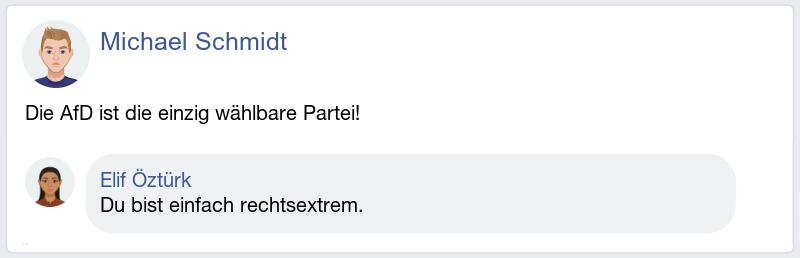 Michael Schmidt
Die AfD ist die einzig wählbare Partei!
Elif Öztürk
Du bist einfach rechtsextrem.